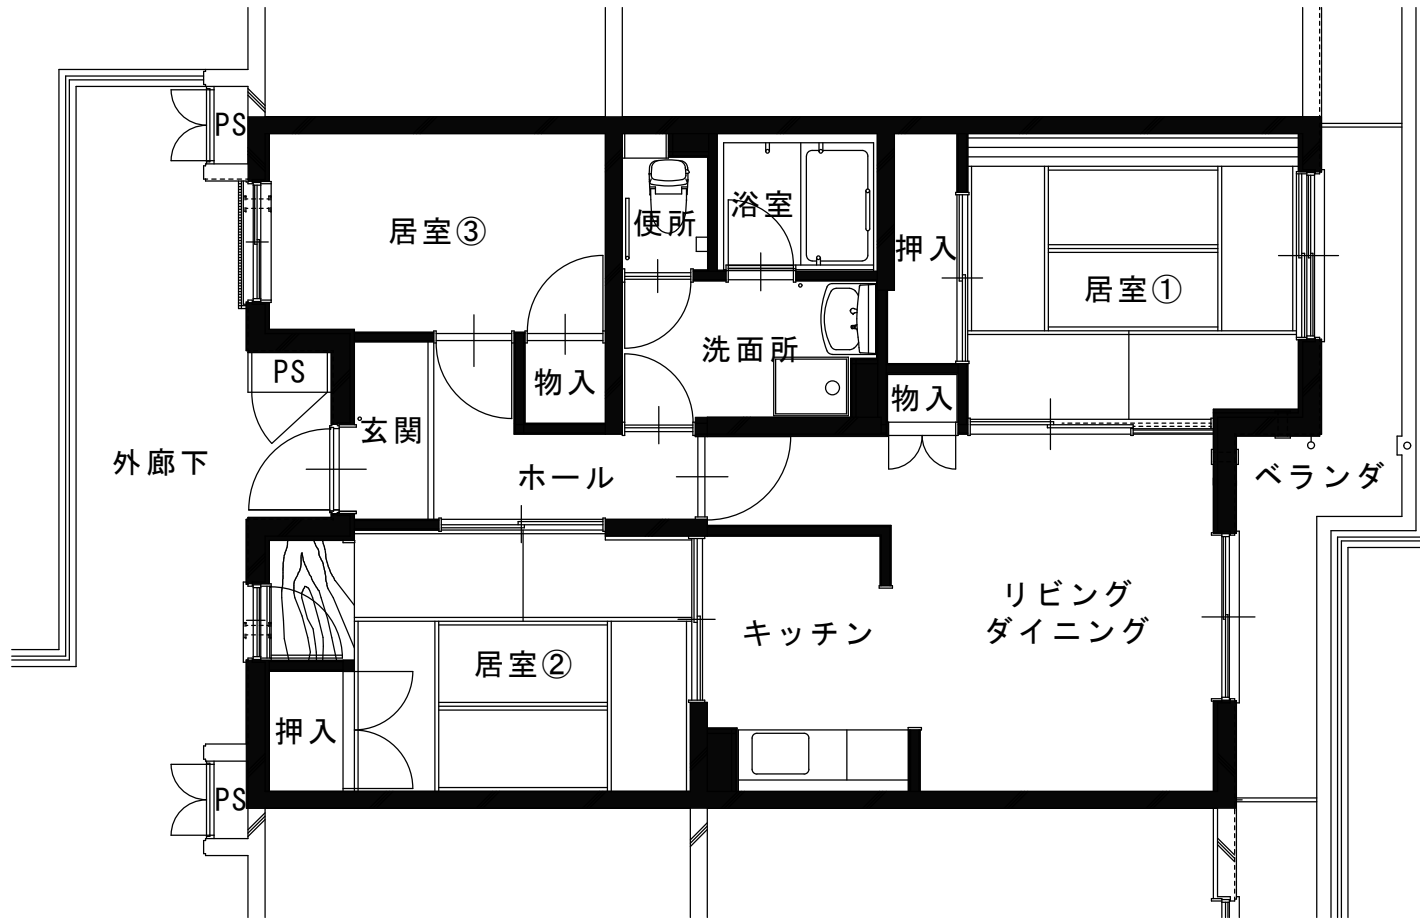 PS
居室③
便所
浴室
押入
居室①
洗面所
PS
物入
物入
玄関
外廊下
ホール
ベランダ
リビング
ダイニング
キッチン
居室②
押入
PS